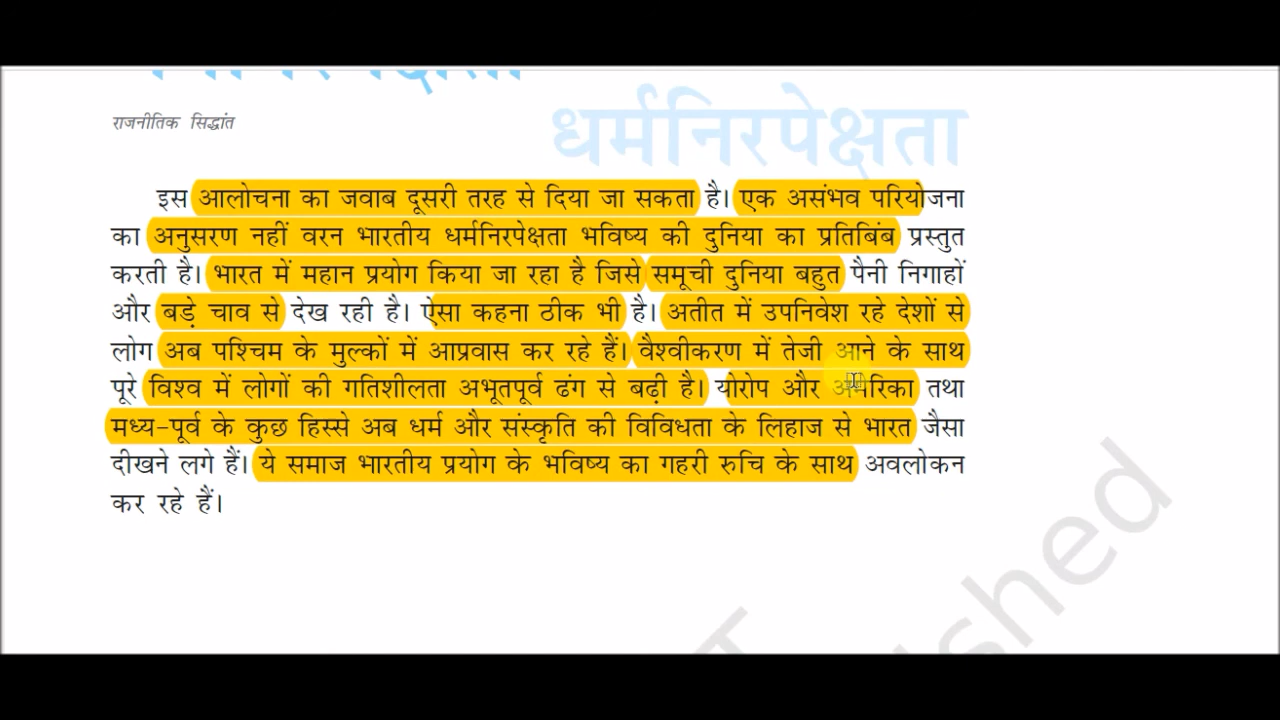 राजनीतिक सिद्धांत
धर्मनिरपेक्षता
इस आलोचना का जवाब दूसरी तरह से दिया जा सकता है। एक असंभव परियोजना
का अनुसरण नहीं वरन भारतीय धर्मनिरपेक्षता भविष्य की दुनिया का प्रतिबिंब प्रस्तुत
करती है। भारत में महान प्रयोग किया जा रहा है जिसे समूची दुनिया बहुत पैनी निगाहों
और बड़े चाव से देख रही है। ऐसा कहना ठीक भी है। अतीत में उपनिवेश रहे देशों से
लोग अब पश्चिम के मुल्कों में आप्रवास कर रहे हैं। वैश्वीकरण में तेजी आने के साथ
पूरे विश्व में लोगों की गतिशीलता अभूतपूर्व ढंग से बढ़ी है। योरोप और अमेरिका तथा
मध्य-पूर्व के कुछ हिस्से अब धर्म और संस्कृति की विविधता के लिहाज से भारत जैसा
दीखने लगे हैं। ये समाज भारतीय प्रयोग के भविष्य का गहरी रुचि के साथ अवलोकन
कर रहे हैं।